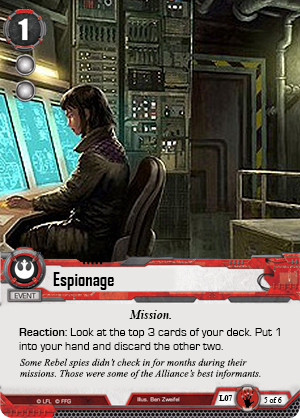 1
Espionage
EVENT
Mission.
Reaction: Look at the top 3 cards of your deck. Put 1
into your hand and discard the other two.
Some Rebel spies didn't check in for months during their
missions. Those were some of the Alliance's best informants.
© LFL © FFG
Illus. Ben Zweifel
L07
5 of 6